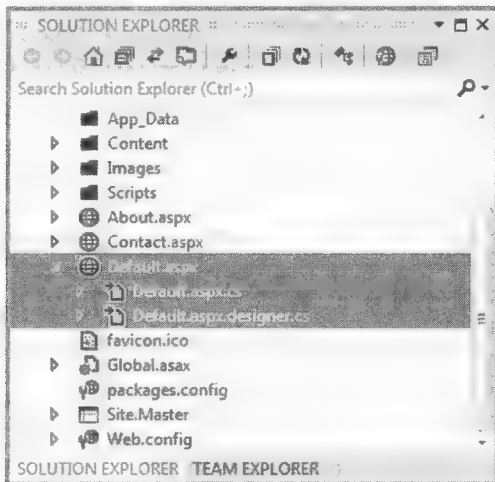 SOLUTION EXPLORER
Search Solution Explorer (Ctrl+;)
App_Data
Content
Images
Scripts
About.aspx
Contact.aspx
Default.aspx
Default.aspx.cs
Default.aspx.designer.cs
favicon.ico
Global.asax
packages.config
Site.Master
Web.config
SOLUTION EXPLORER TEAM EXPLORER